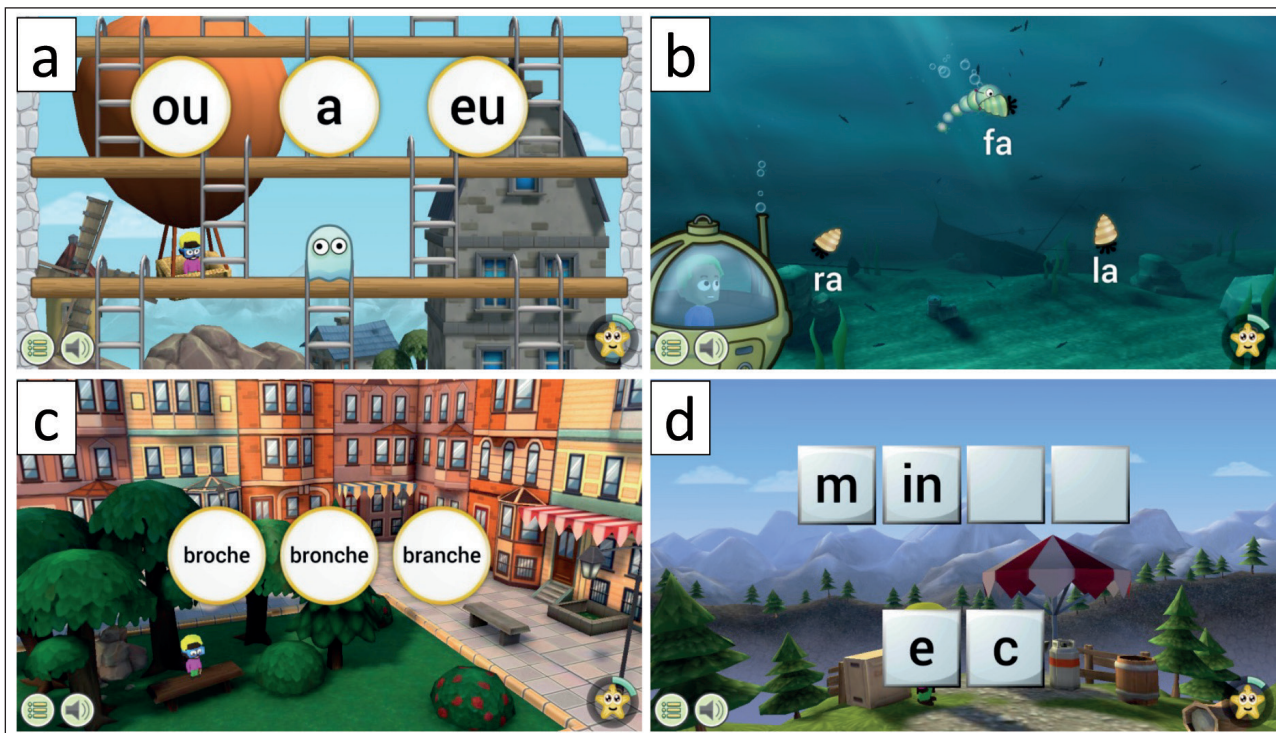 a
ou a eu
b
fa
ra
la
c
broche bronche branche
d
m in
e c